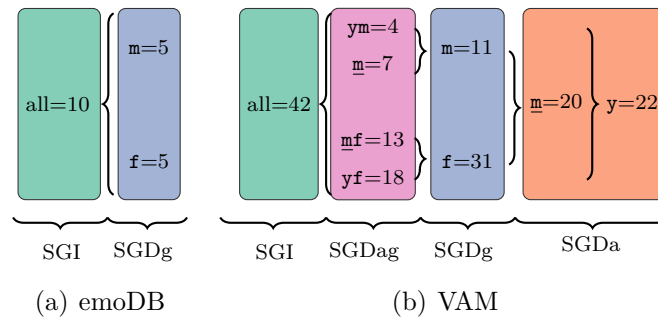 m=5
all=10
f=5
SGI SGDg
(a) emoDB
ym=4
m=7
m=11
all=42
m=20
y=22
mf=13
f=31
yf=18
SGI SGDag SGDg SGDa
(b) VAM